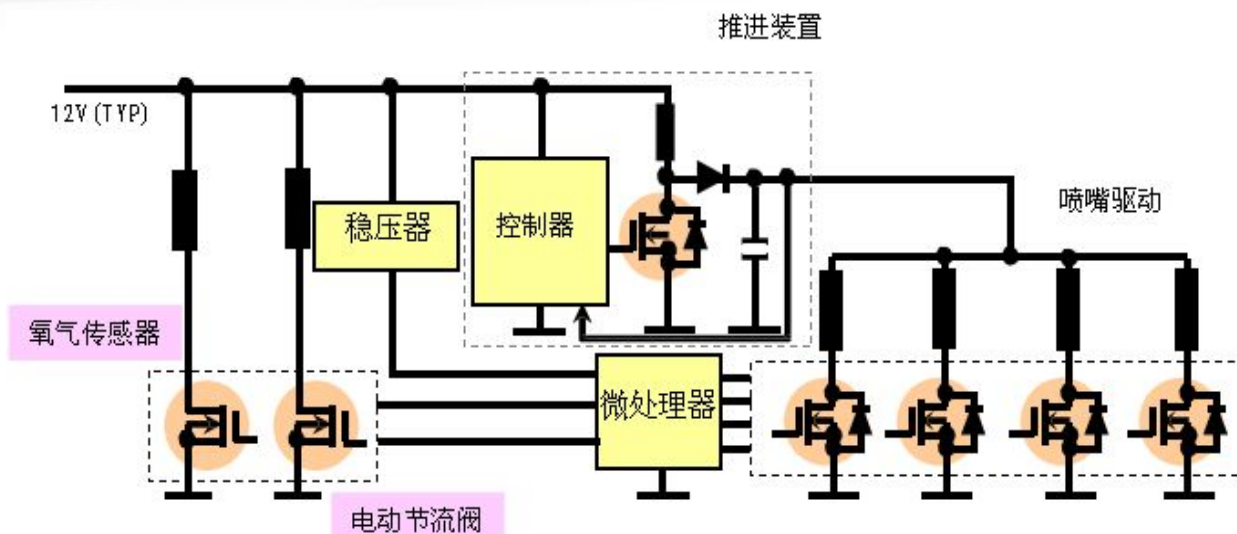 推进装置
12V (TYP)
稳压器
控制器
喷嘴驱动
氧气传感器
微处理器
电动节流阀